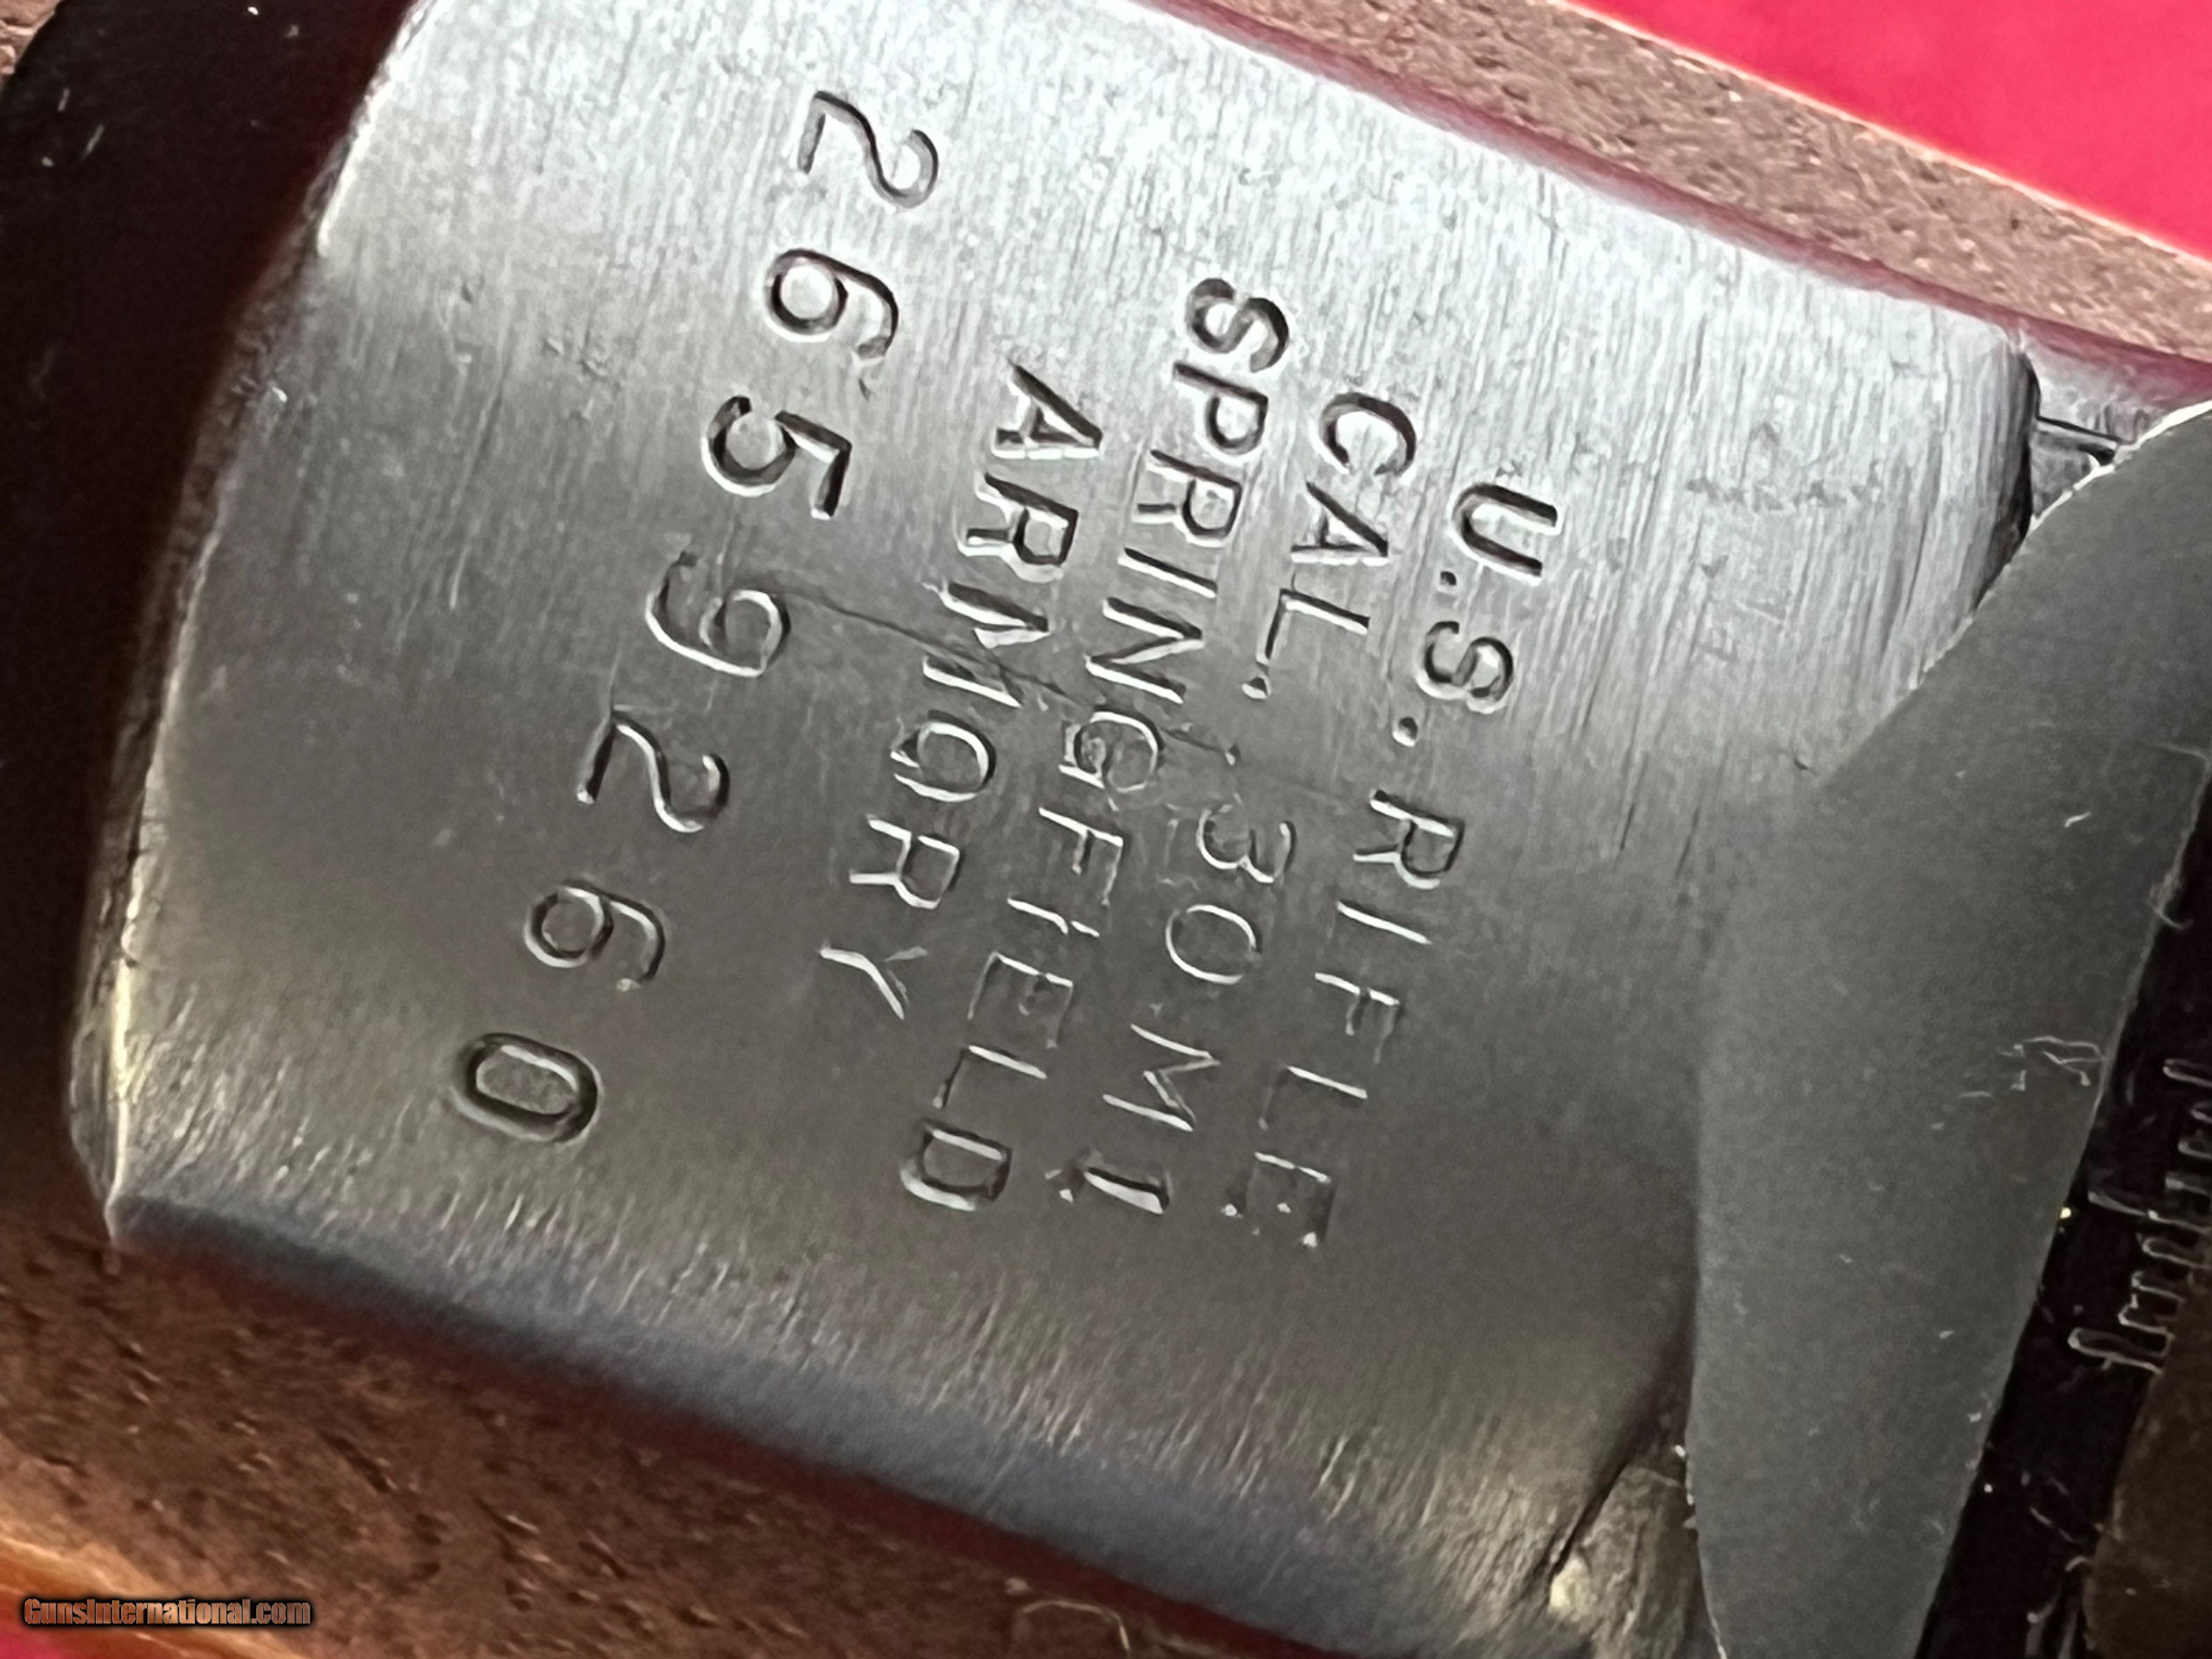 U.S. RIFLE
CAL. .30 M1
SPRINGFIELD
ARMORY
2659260
GunsInternational.com